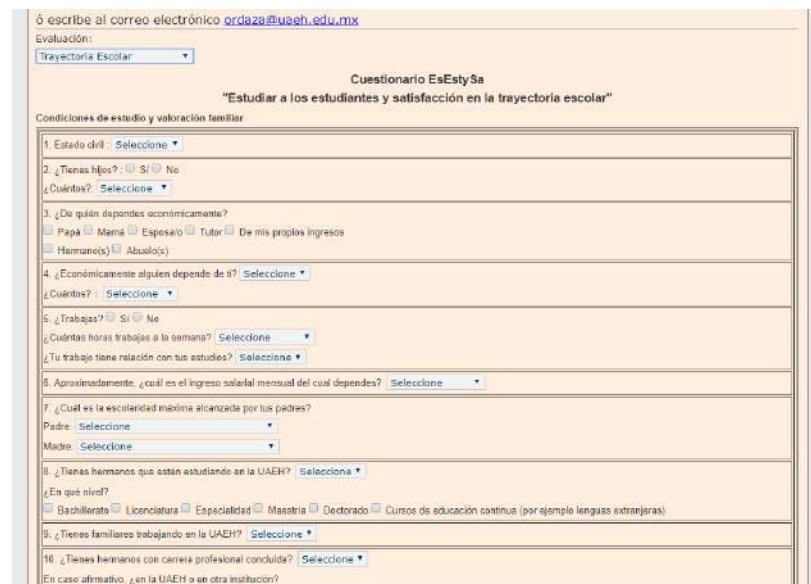 ó escribe al correo electrónico ordaza@uaeh.edu.mx
Evaluación:
Trayectoria Escolar
Cuestionario EsEstySa
"Estudiar a los estudiantes y satisfacción en la trayectoria escolar"
Condiciones de estudio y valoración familiar
1. Estado civil : Seleccione
2. ¿Tienes hijos? : Sí No
¿Cuántos?: Seleccione
3. ¿De quién dependes económicamente?
Papá Mamá Esposa/o Tutor De mis propios ingresos
Hermano(s) Abuelo(s)
4. ¿Económicamente alguien depende de ti? Seleccione
¿Cuántos? : Seleccione
5. ¿Trabajas? Sí No
¿Cuántas horas trabajas a la semana? Seleccione
¿Tu trabajo tiene relación con tus estudios? Seleccione
6. Aproximadamente, ¿cuál es el ingreso salarial mensual del cual dependes? Seleccione
7. ¿Cuál es la escolaridad máxima alcanzada por tus padres?
Padre: Seleccione
Madre: Seleccione
8. ¿Tienes hermanos que están estudiando en la UAEH? Seleccione
¿En qué nivel?
Bachillerato Licenciatura Especialidad Maestría Doctorado Cursos de educación continua (por ejemplo lenguas extranjeras)
9. ¿Tienes familiares trabajando en la UAEH? Seleccione
10. ¿Tienes hermanos con carrera profesional concluida? Seleccione
En caso afirmativo, ¿en la UAEH o en otra institución?